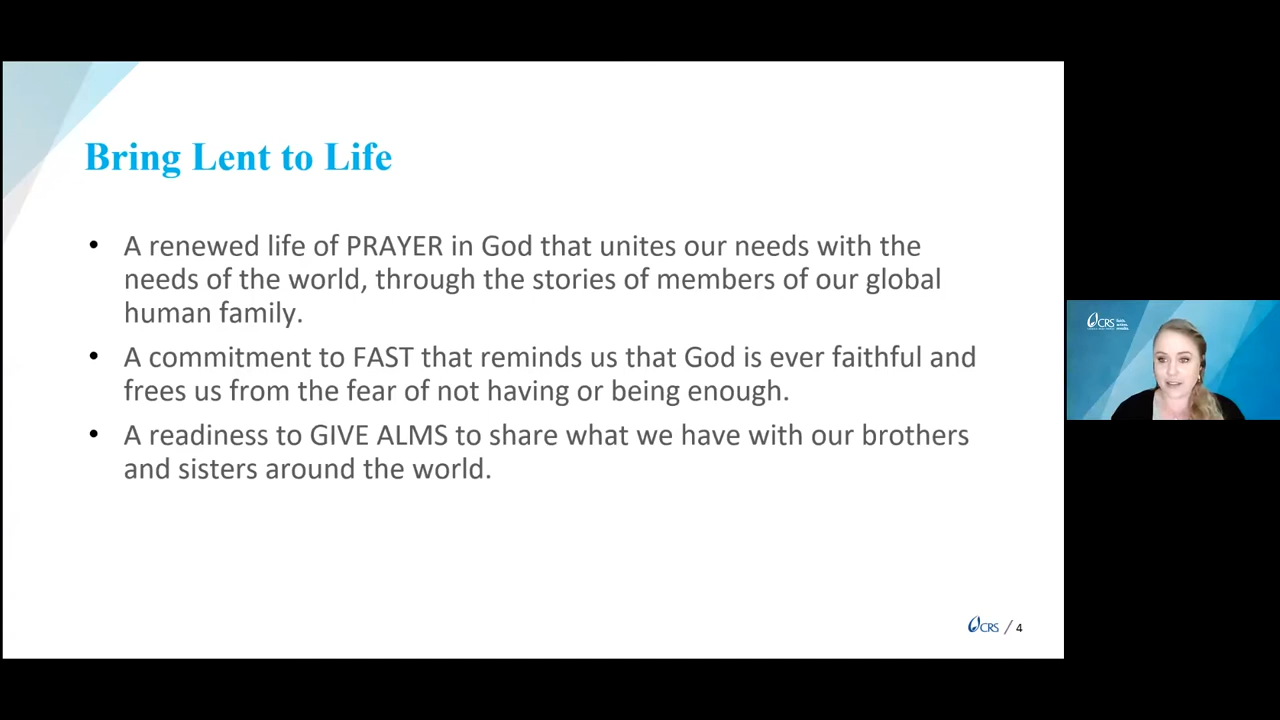 Bring Lent to Life
• A renewed life of PRAYER in God that unites our needs with the
needs of the world, through the stories of members of our global
human family.
• A commitment to FAST that reminds us that God is ever faithful and
frees us from the fear of not having or being enough.
• A readiness to GIVE ALMS to share what we have with our brothers
and sisters around the world.
CRS / 4
CRS faith. action. results.